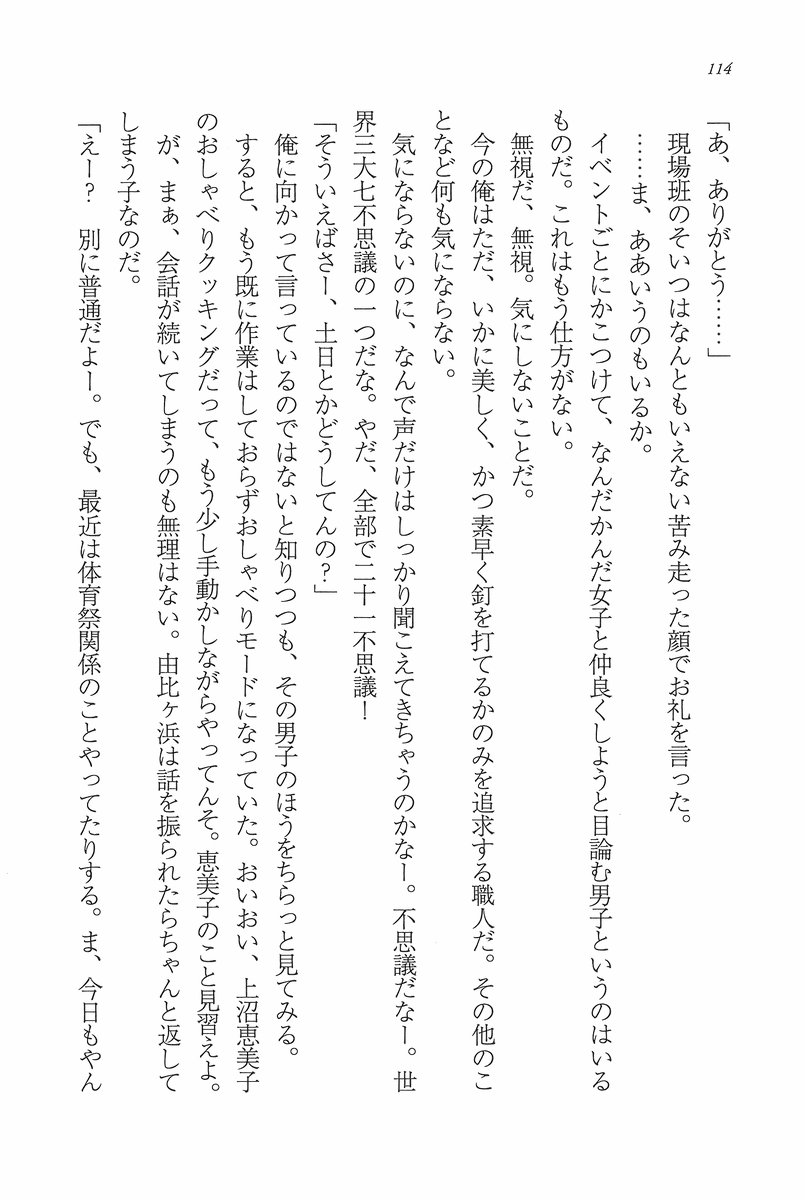 114
「あ、ありがとう……」
現場班のそいつはなんともいえない苦み走った顔でお礼を言った。
……ま、ああいうのもいるか。
イベントごとにかこつけて、なんだかんだ女子と仲良くしようと目論む男子というのはいる
ものだ。これはもう仕方がない。
無視だ、無視。気にしないことだ。
今の俺はただ、いかに美しく、かつ素早く釘を打てるかのみを追求する職人だ。その他のこ
となど何も気にならない。
気にならないのに、なんで声だけはしっかり聞こえてきちゃうのかなー。不思議だなー。世
界三大七不思議の一つだな。やだ、全部で二十一不思議！
「そういえばさー、土日とかどうしてんの？」
俺に向かって言っているのではないと知りつつも、その男子のほうをちらっと見てみる。
すると、もう既に作業はしておらずおしゃべりモードになっていた。おいおい、上沼恵美子
のおしゃべりクッキングだって、もう少し手動かしながらやってんぞ。恵美子のこと見習えよ。
が、まぁ、会話が続いてしまうのも無理はない。由比ヶ浜は話を振られたらちゃんと返して
しまう子なのだ。
「えー？　別に普通だよー。でも、最近は体育祭関係のことやってたりする。ま、今日もやん